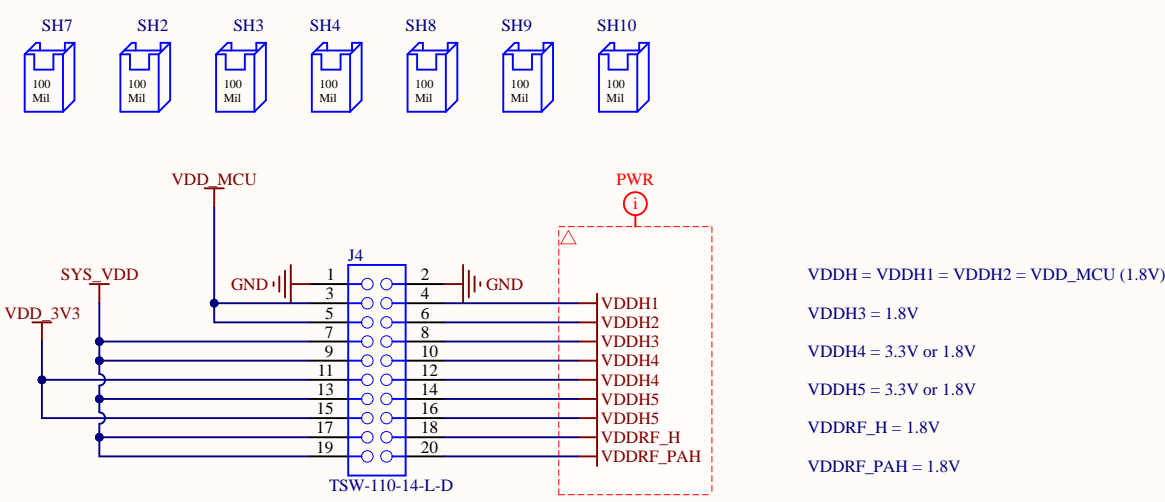 SH7 SH2 SH3 SH4 SH8 SH9 SH10
100 100 100 100 100 100 100
Mil Mil Mil Mil Mil Mil Mil
VDD_MCU PWR
i
J4
SYS_VDD GND 1 2 GND VDDH = VDDH1 = VDDH2 = VDD_MCU (1.8V)
3 4 VDDH1
VDD_3V3 5 6 VDDH2 VDDH3 = 1.8V
7 8 VDDH3
9 10 VDDH4 VDDH4 = 3.3V or 1.8V
11 12 VDDH4
13 14 VDDH5 VDDH5 = 3.3V or 1.8V
15 16 VDDH5
17 18 VDDRF_H VDDRF_H = 1.8V
19 20 VDDRF_PAH VDDRF_PAH = 1.8V
TSW-110-14-L-D